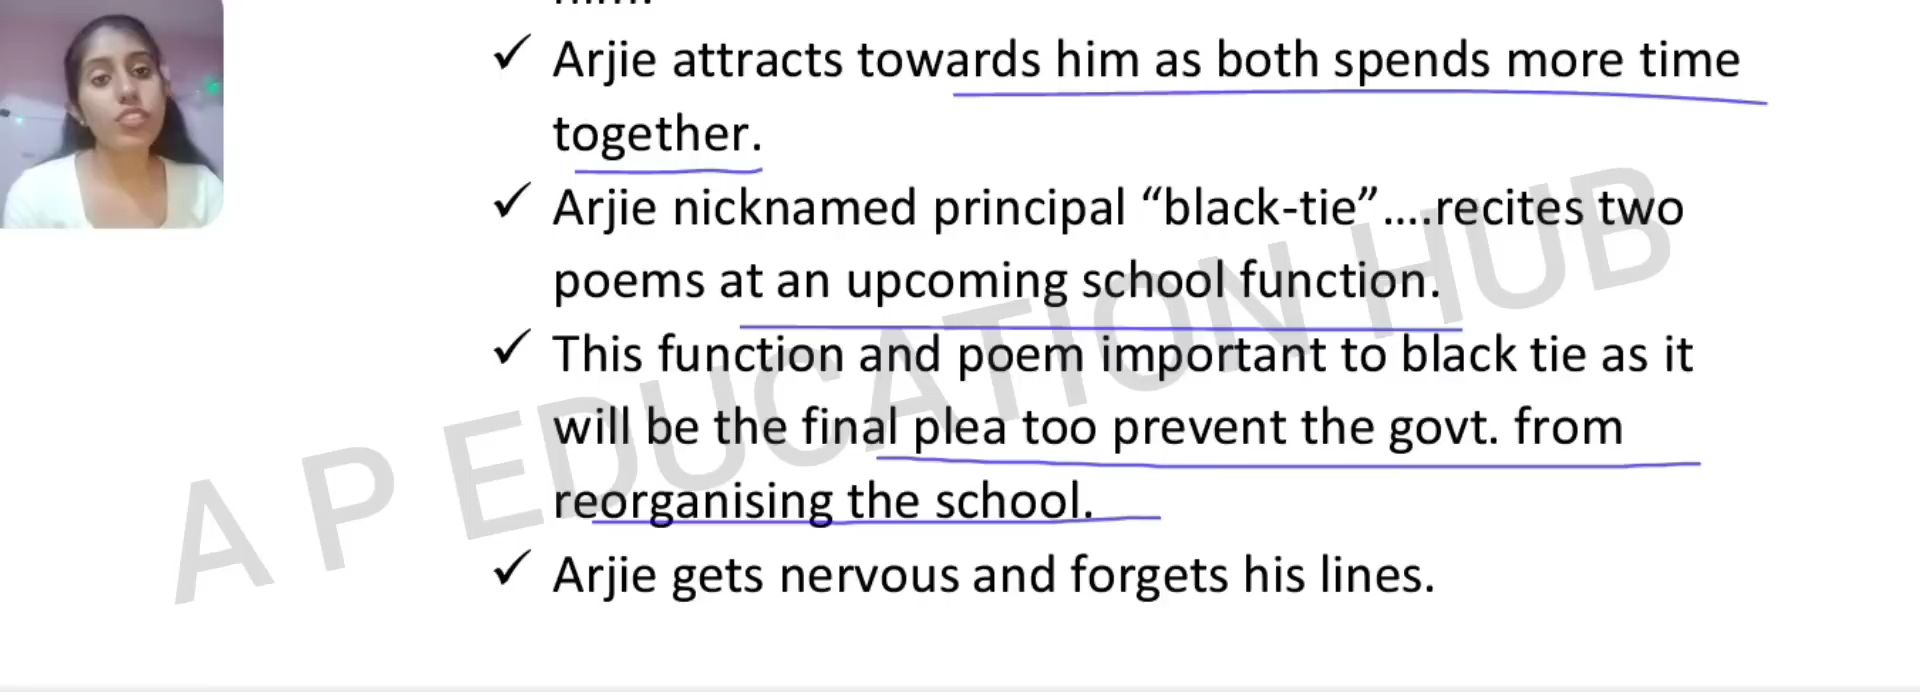 ✓ Arjie attracts towards him as both spends more time
together.
✓ Arjie nicknamed principal “black-tie”....recites two
poems at an upcoming school function.
✓ This function and poem important to black tie as it
will be the final plea too prevent the govt. from
reorganising the school.
✓ Arjie gets nervous and forgets his lines.
A P EDUCATION HUB